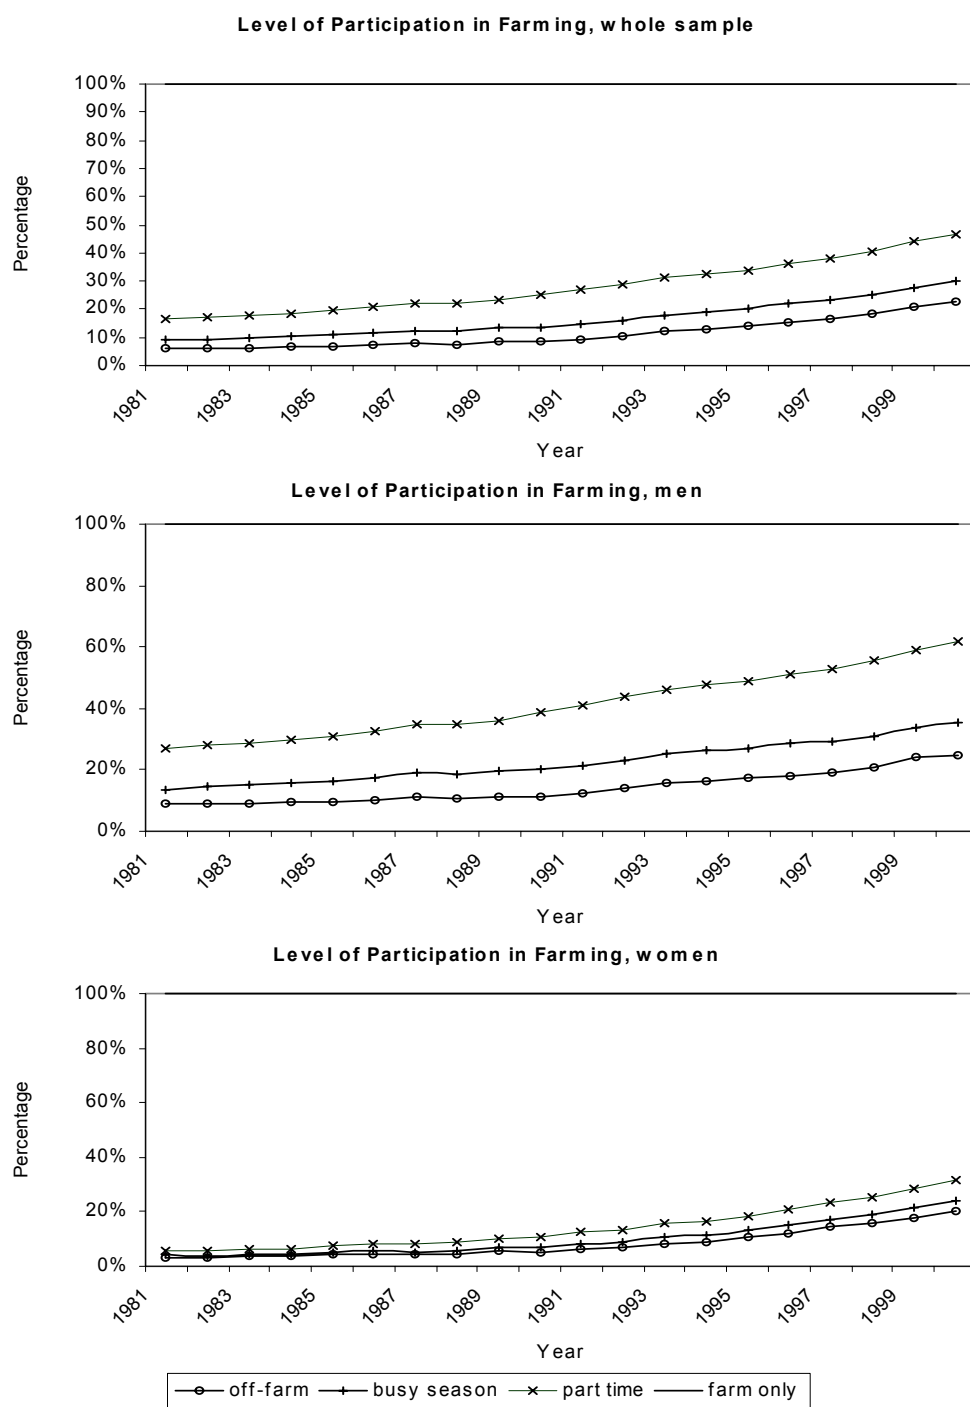 Level of Participation in Farming, whole sample
100%
90%
80%
70%
60%
50%
40%
30%
20%
10%
0%
Percentage
1981 1983 1985 1987 1989 1991 1993 1995 1997 1999
Year
Level of Participation in Farming, men
100%
80%
60%
40%
20%
0%
Percentage
1981 1983 1985 1987 1989 1991 1993 1995 1997 1999
Year
Level of Participation in Farming, women
100%
80%
60%
40%
20%
0%
Percentage
1981 1983 1985 1987 1989 1991 1993 1995 1997 1999
Year
off-farm busy season part time farm only